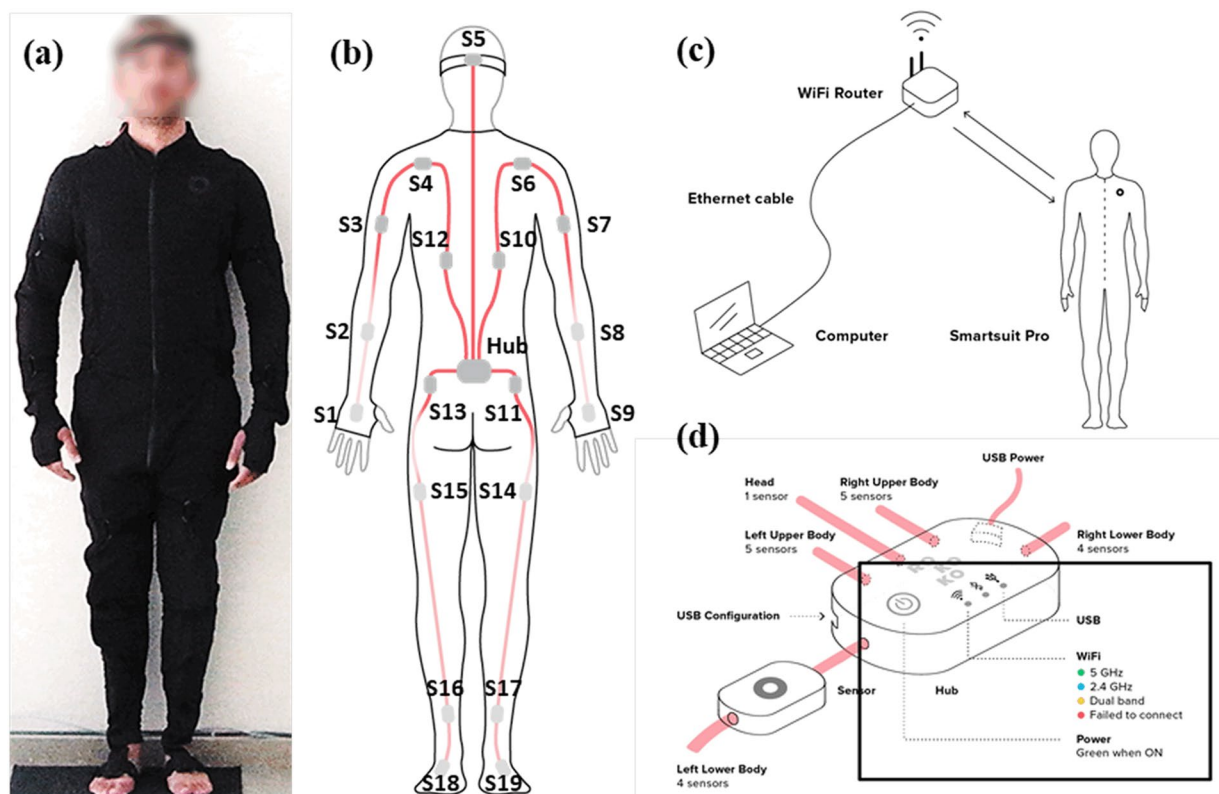 (a)
(b)
S5
S4
S6
S3
S7
S12
S10
S2
S8
Hub
S1
S13
S11
S9
S15
S14
S16
S17
S18
S19
(c)
WiFi Router
Ethernet cable
Computer
Smartsuit Pro
(d)
USB Power
Head
1 sensor
Right Upper Body
5 sensors
Left Upper Body
5 sensors
Right Lower Body
4 sensors
ROKOKO
USB Configuration
USB
WiFi
5 GHz
2.4 GHz
Dual band
Failed to connect
Sensor
Hub
Power
Green when ON
Left Lower Body
4 sensors